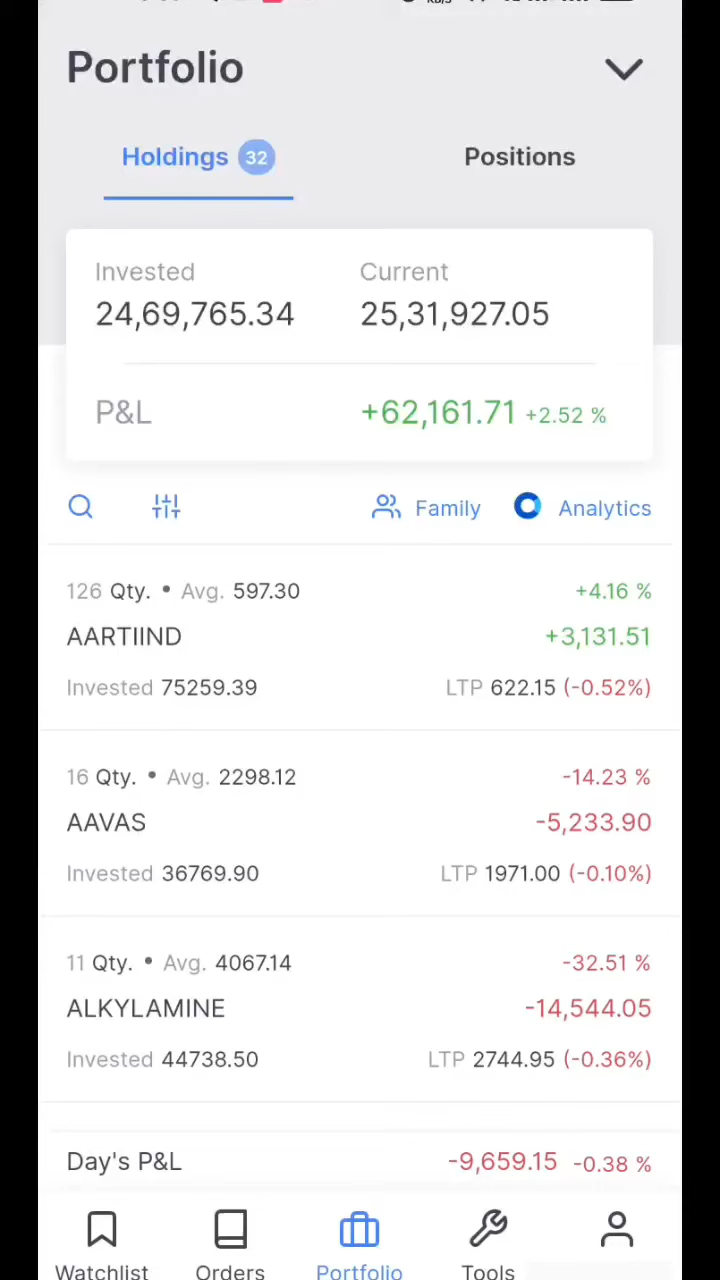 Portfolio
Holdings 32 Positions
Invested Current
24,69,765.34 25,31,927.05
P&L +62,161.71 +2.52 %
Family Analytics
126 Qty. • Avg. 597.30 +4.16 %
AARTIIND +3,131.51
Invested 75259.39 LTP 622.15 (-0.52%)
16 Qty. • Avg. 2298.12 -14.23 %
AAVAS -5,233.90
Invested 36769.90 LTP 1971.00 (-0.10%)
11 Qty. • Avg. 4067.14 -32.51 %
ALKYLAMINE -14,544.05
Invested 44738.50 LTP 2744.95 (-0.36%)
Day's P&L -9,659.15 -0.38 %
Watchlist Orders Portfolio Tools